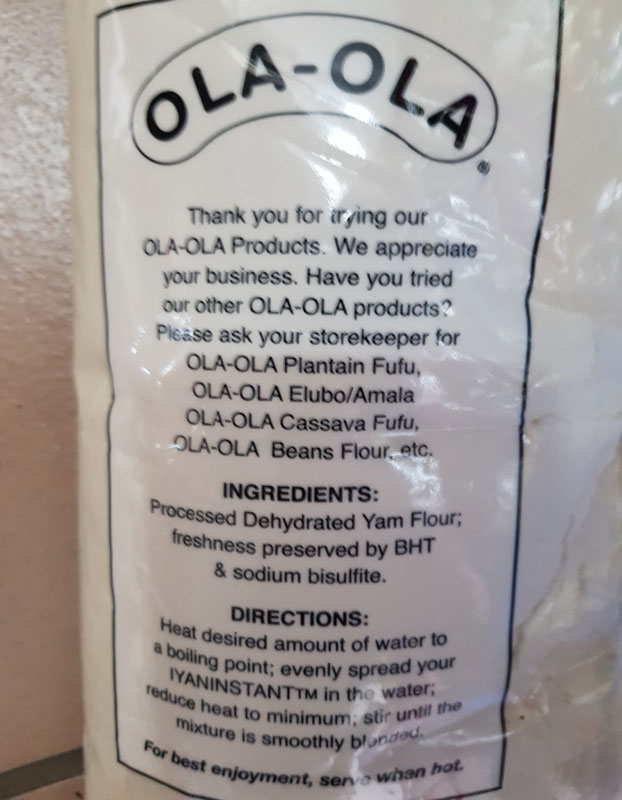 OLA-OLA®
Thank you for trying our
OLA-OLA Products. We appreciate
your business. Have you tried
our other OLA-OLA products?
Please ask your storekeeper for
OLA-OLA Plantain Fufu,
OLA-OLA Elubo/Amala
OLA-OLA Cassava Fufu,
OLA-OLA Beans Flour, etc.
INGREDIENTS:
Processed Dehydrated Yam Flour;
freshness preserved by BHT
& sodium bisulfite.
DIRECTIONS:
Heat desired amount of water to
a boiling point; evenly spread your
IYANINSTANT™ in the water;
reduce heat to minimum; stir until the
mixture is smoothly blended.
For best enjoyment, serve whan hot.